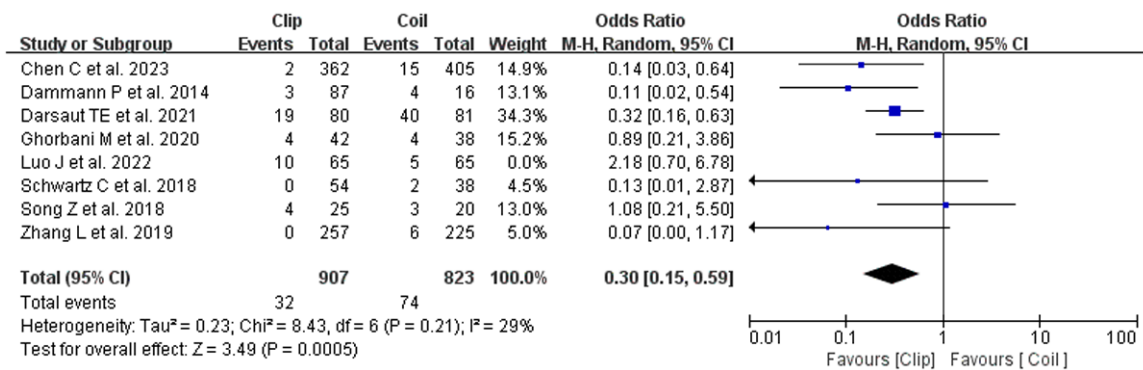 Clip Coil Odds Ratio Odds Ratio
Study or Subgroup Events Total Events Total Weight M-H, Random, 95% CI M-H, Random, 95% CI
Chen C et al. 2023 2 362 15 405 14.9% 0.14 [0.03, 0.64]
Dammann P et al. 2014 3 87 4 16 13.1% 0.11 [0.02, 0.54]
Darsaut TE et al. 2021 19 80 40 81 34.3% 0.32 [0.16, 0.63]
Ghorbani M et al. 2020 4 42 4 38 15.2% 0.89 [0.21, 3.86]
Luo J et al. 2022 10 65 5 65 0.0% 2.18 [0.70, 6.78]
Schwartz C et al. 2018 0 54 2 38 4.5% 0.13 [0.01, 2.87]
Song Z et al. 2018 4 25 3 20 13.0% 1.08 [0.21, 5.50]
Zhang L et al. 2019 0 257 6 225 5.0% 0.07 [0.00, 1.17]
Total (95% CI) 907 823 100.0% 0.30 [0.15, 0.59]
Total events 32 74
Heterogeneity: Tau² = 0.23; Chi² = 8.43, df = 6 (P = 0.21); I² = 29%
Test for overall effect: Z = 3.49 (P = 0.0005)
0.01 0.1 1 10 100
Favours [Clip] Favours [ Coil ]